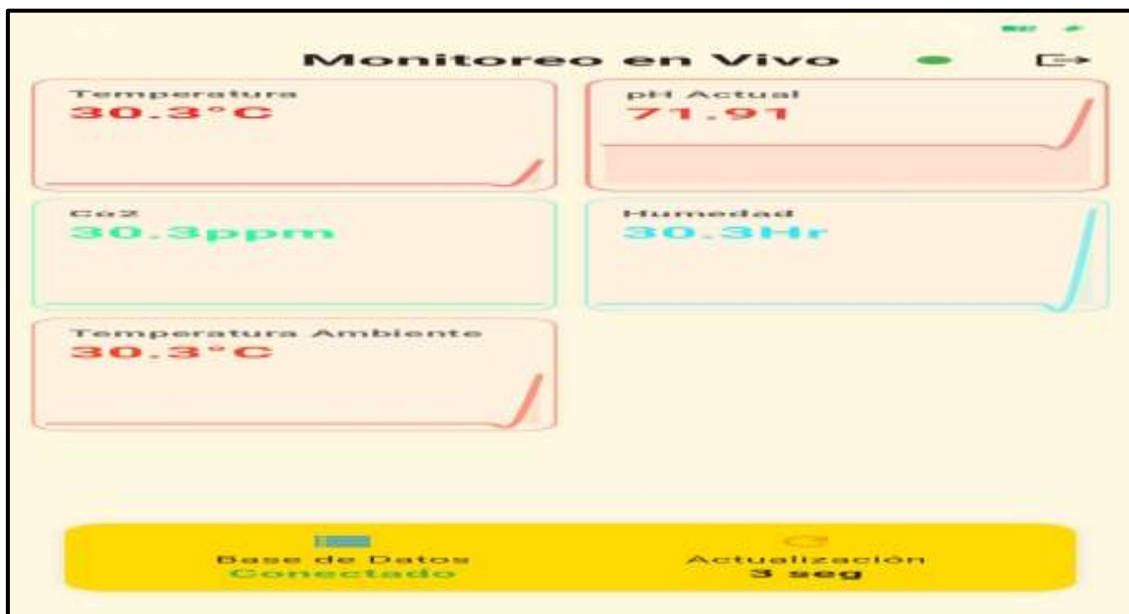 Monitoreo en Vivo
Temperatura
30.3°C
pH Actual
71.91
Co2
30.3ppm
Humedad
30.3Hr
Temperatura Ambiente
30.3°C
Base de Datos
Conectado
Actualización
3 seg